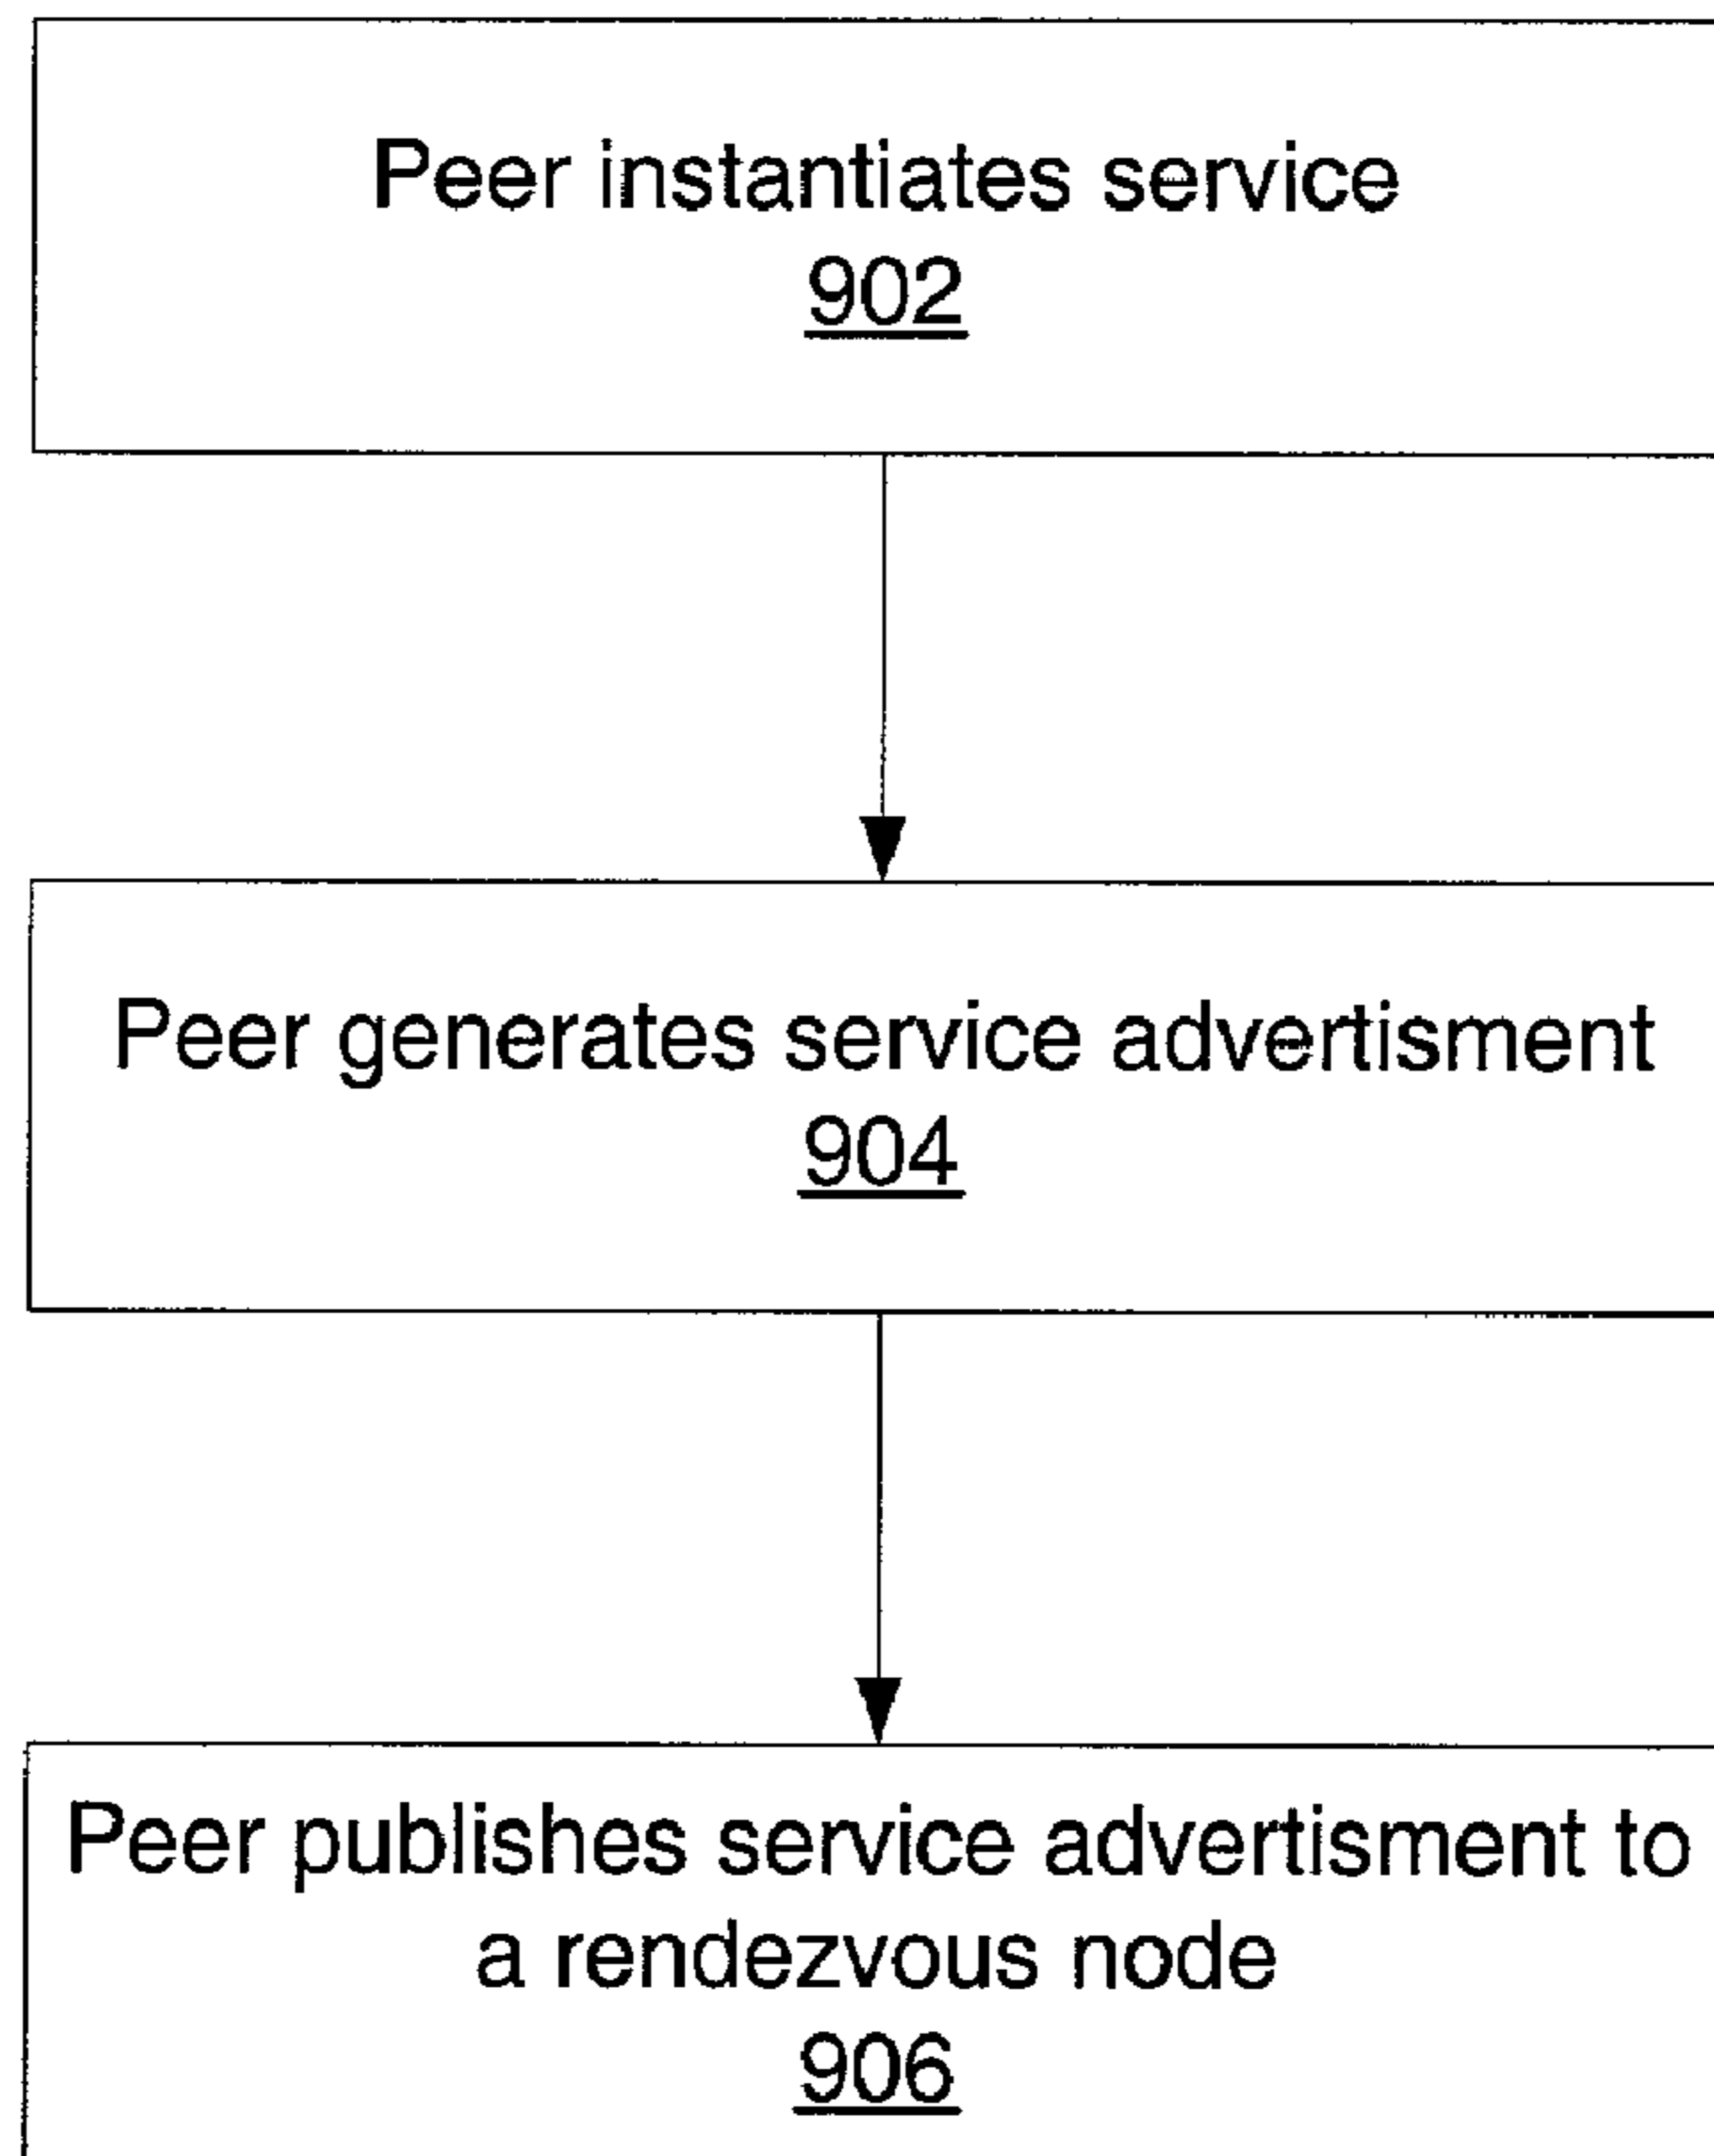 Peer instantiates service
902
Peer generates service advertisment
904
Peer publishes service advertisment to
a rendezvous node
906